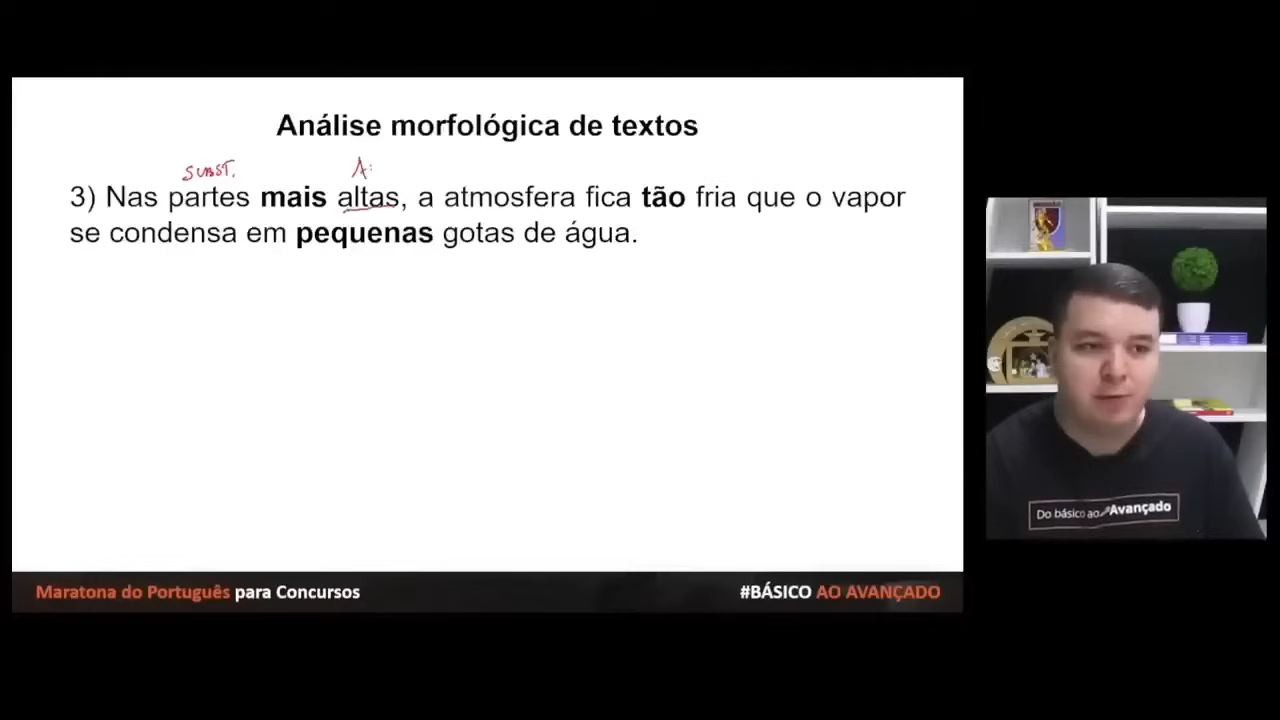 Análise morfológica de textos
SUBST. A:
3) Nas partes mais altas, a atmosfera fica tão fria que o vapor
se condensa em pequenas gotas de água.
Do básico ao Avançado
Maratona do Português para Concursos
#BÁSICO AO AVANÇADO